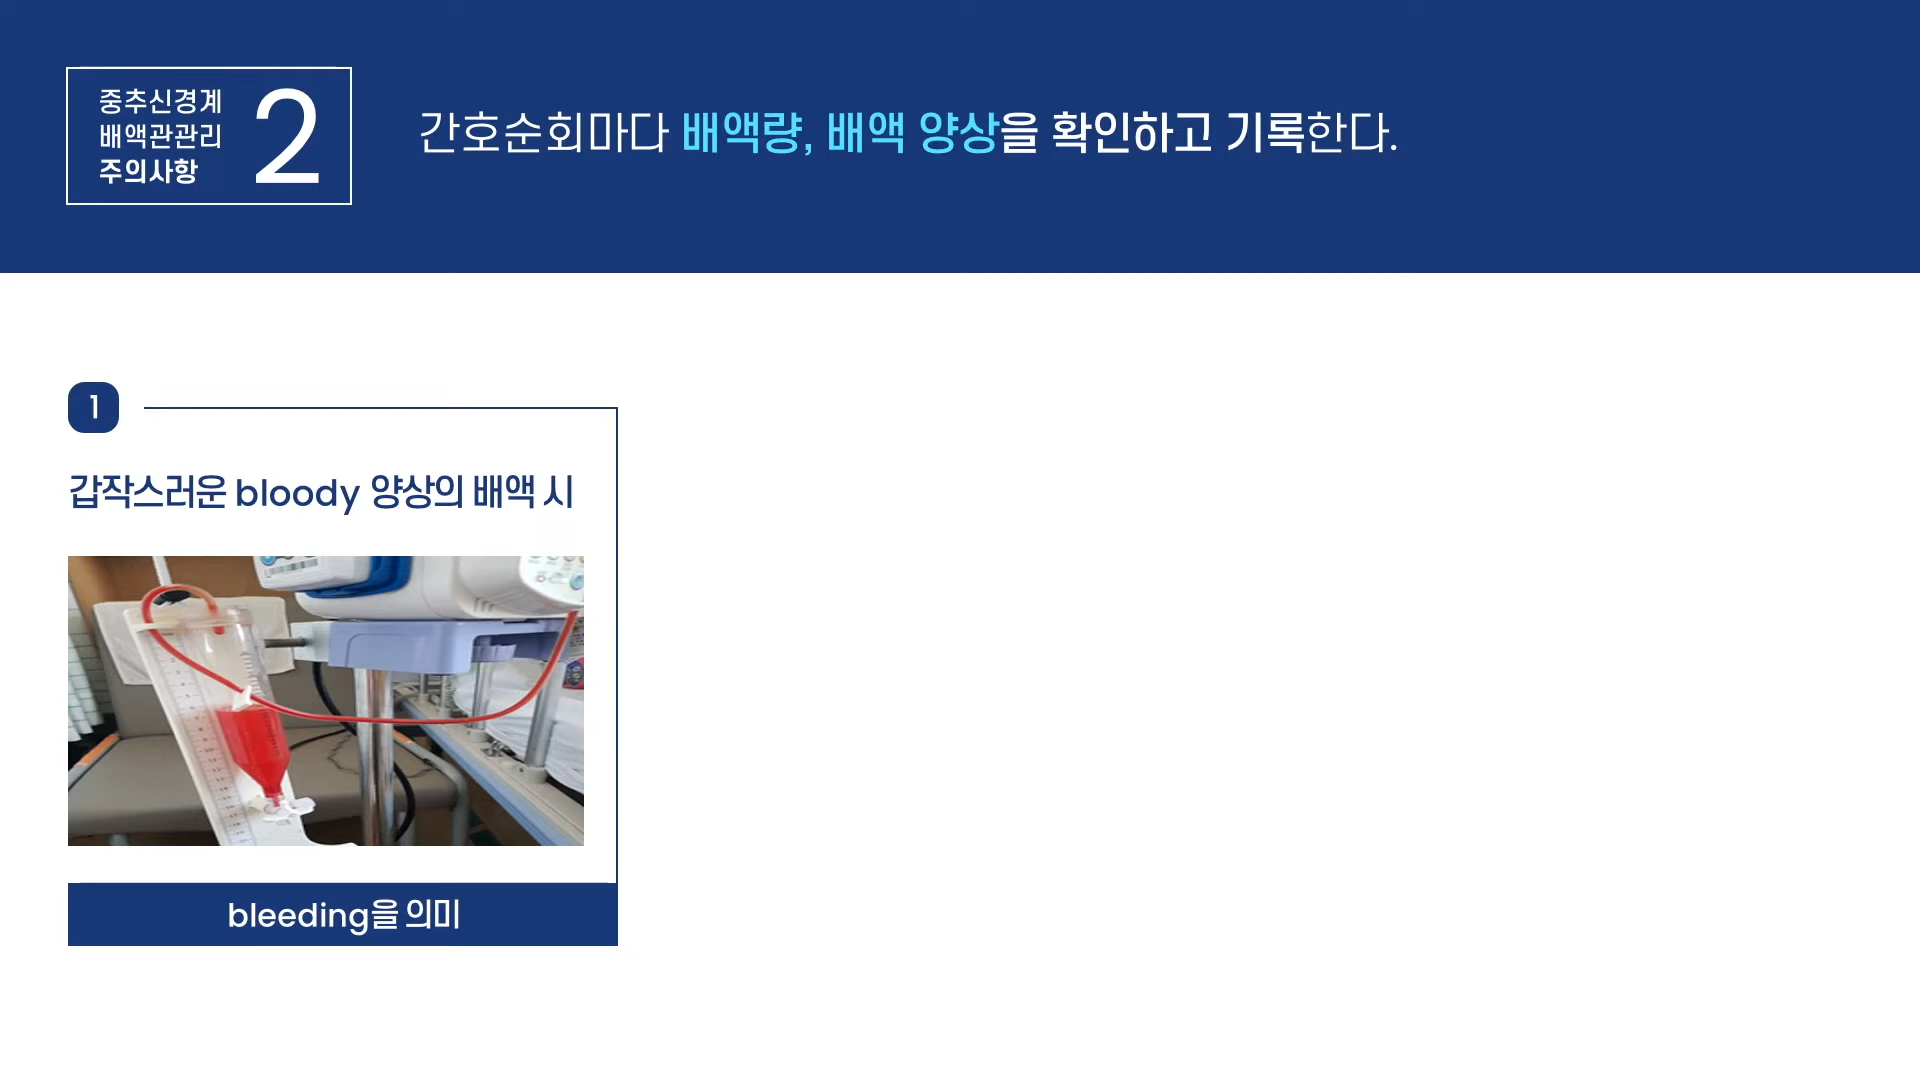 중추신경계
배액관관리
주의사항
2
간호순회마다 배액량, 배액 양상을 확인하고 기록한다.
1
갑작스러운 bloody 양상의 배액 시
bleeding을 의미